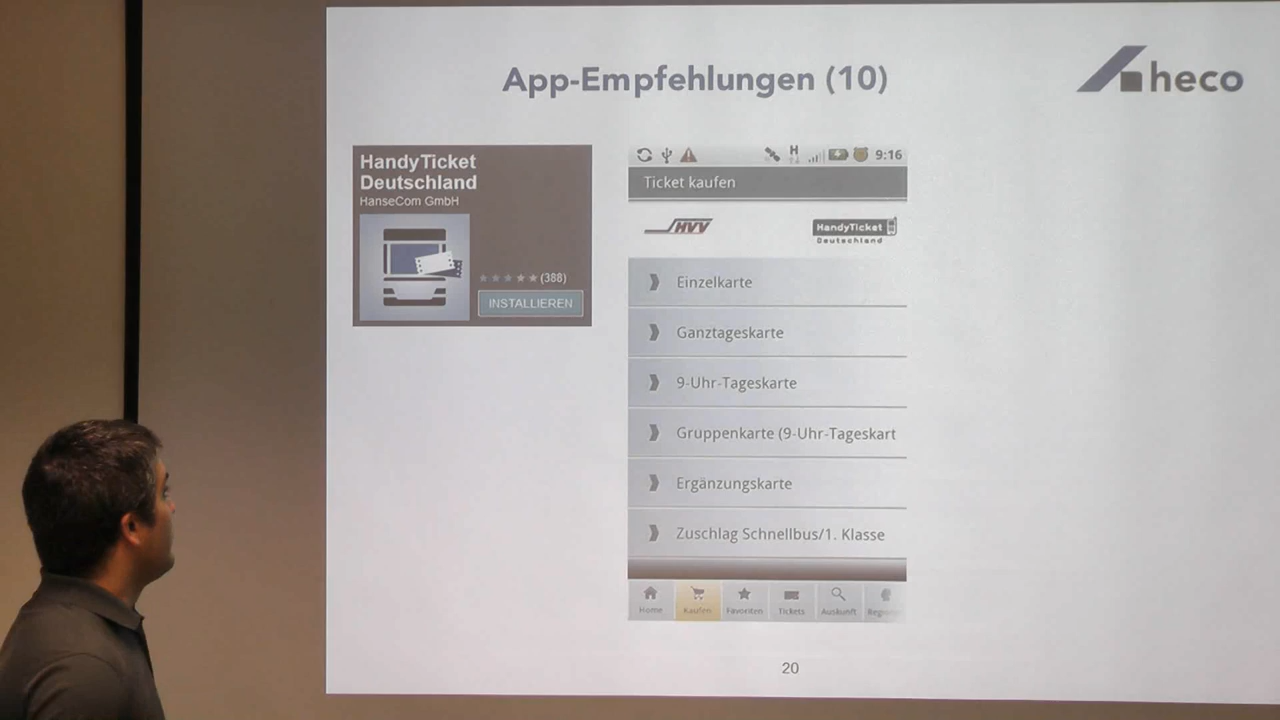 App-Empfehlungen (10)
heco
HandyTicket
Deutschland
HanseCom GmbH
(388)
INSTALLIEREN
H
9:16
Ticket kaufen
HVV
HandyTicket
Deutschland
Einzelkarte
Ganztageskarte
9-Uhr-Tageskarte
Gruppenkarte (9-Uhr-Tageskart
Ergänzungskarte
Zuschlag Schnellbus/1. Klasse
Home
Kaufen
Favoriten
Tickets
Auskunft
20